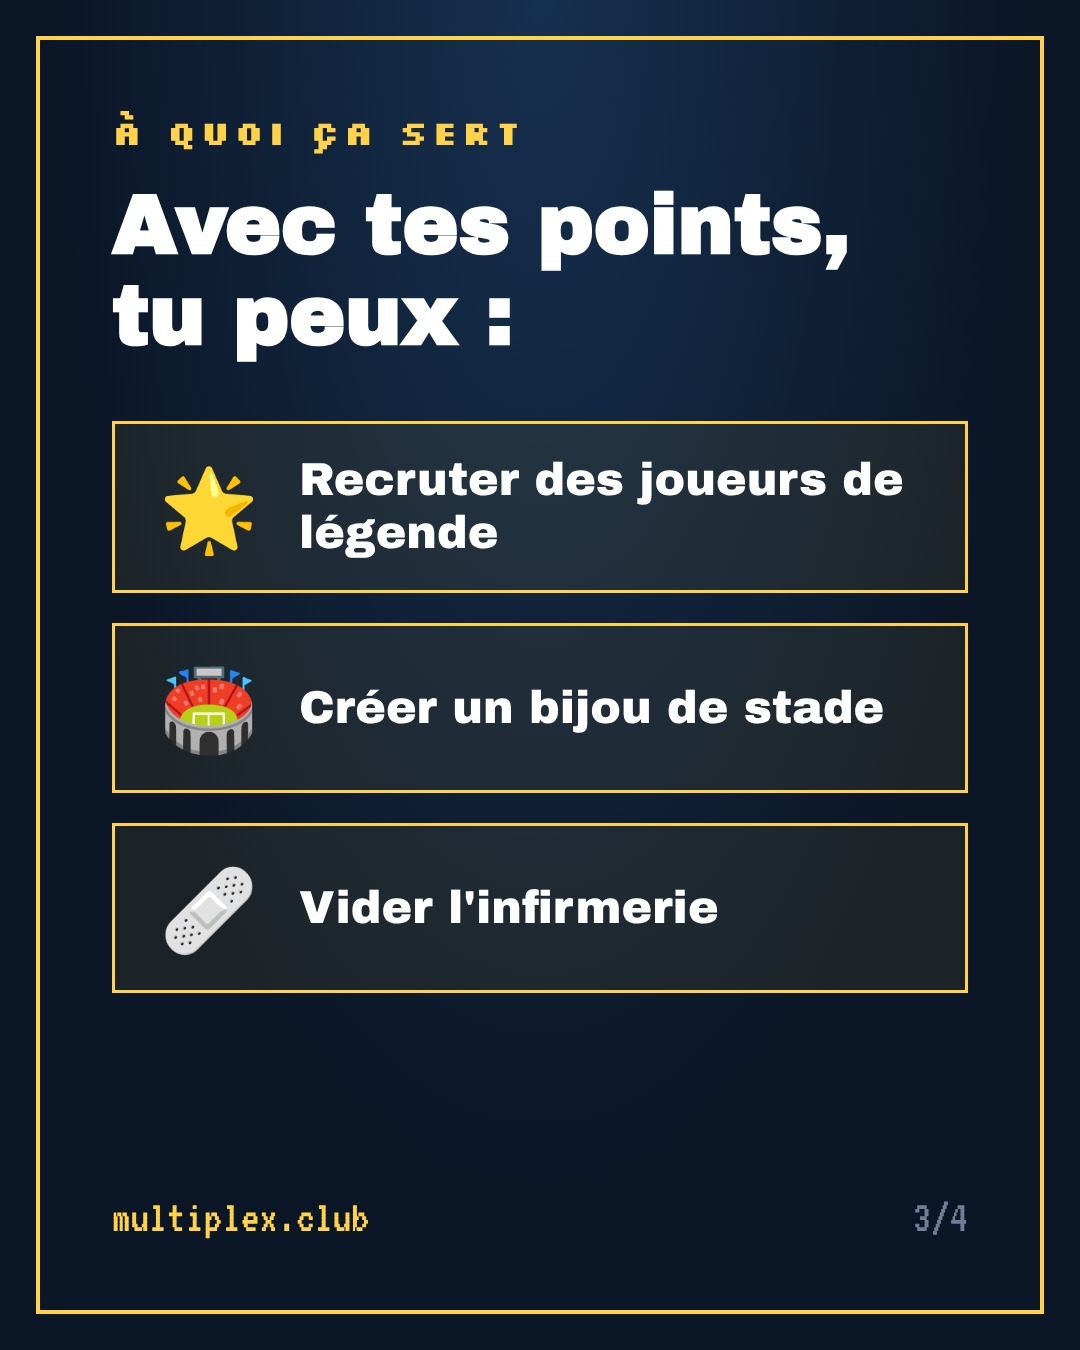 À QUOI ÇA SERT
Avec tes points,
tu peux :
Recruter des joueurs de
légende
Créer un bijou de stade
Vider l'infirmerie
multiplex.club
3/4